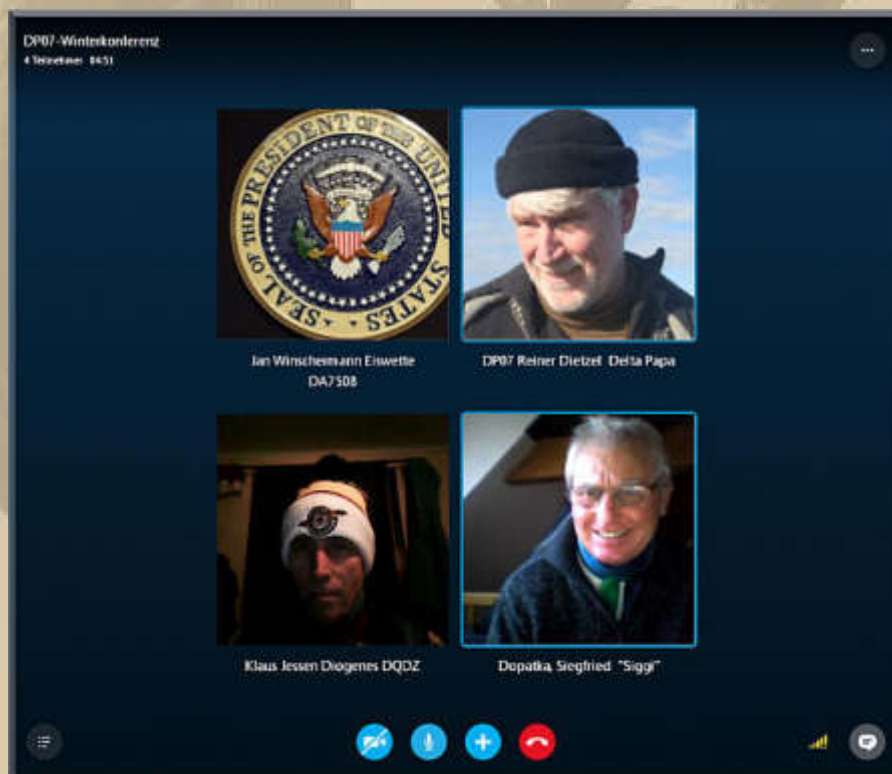 DP07-Winterkonferenz
4 Teilnehmer 04:51
SEAL OF THE PRESIDENT OF THE UNITED STATES
Jan Winschermann Eiswette
DA7508
DP07 Reiner Dietzel Delta Papa
Klaus Jessen Diogenes DQDZ
Dopatka, Siegfried "Siggi"